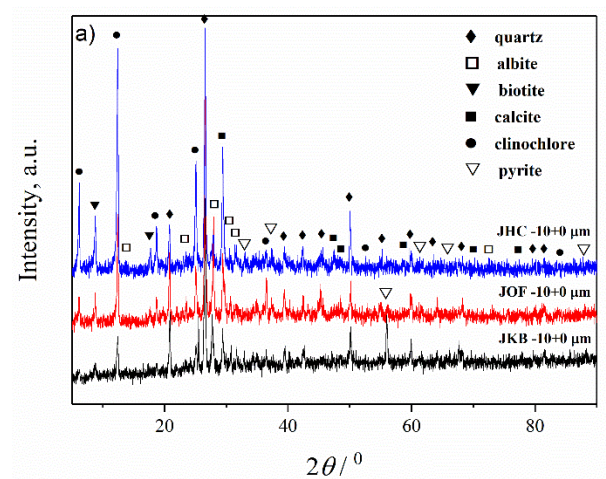 a)
quartz
albite
biotite
calcite
clinochlore
pyrite
Intensity, a.u.
JHC -10+0 μm
JOF -10+0 μm
JKB -10+0 μm
20 40 60 80
2θ/ 0